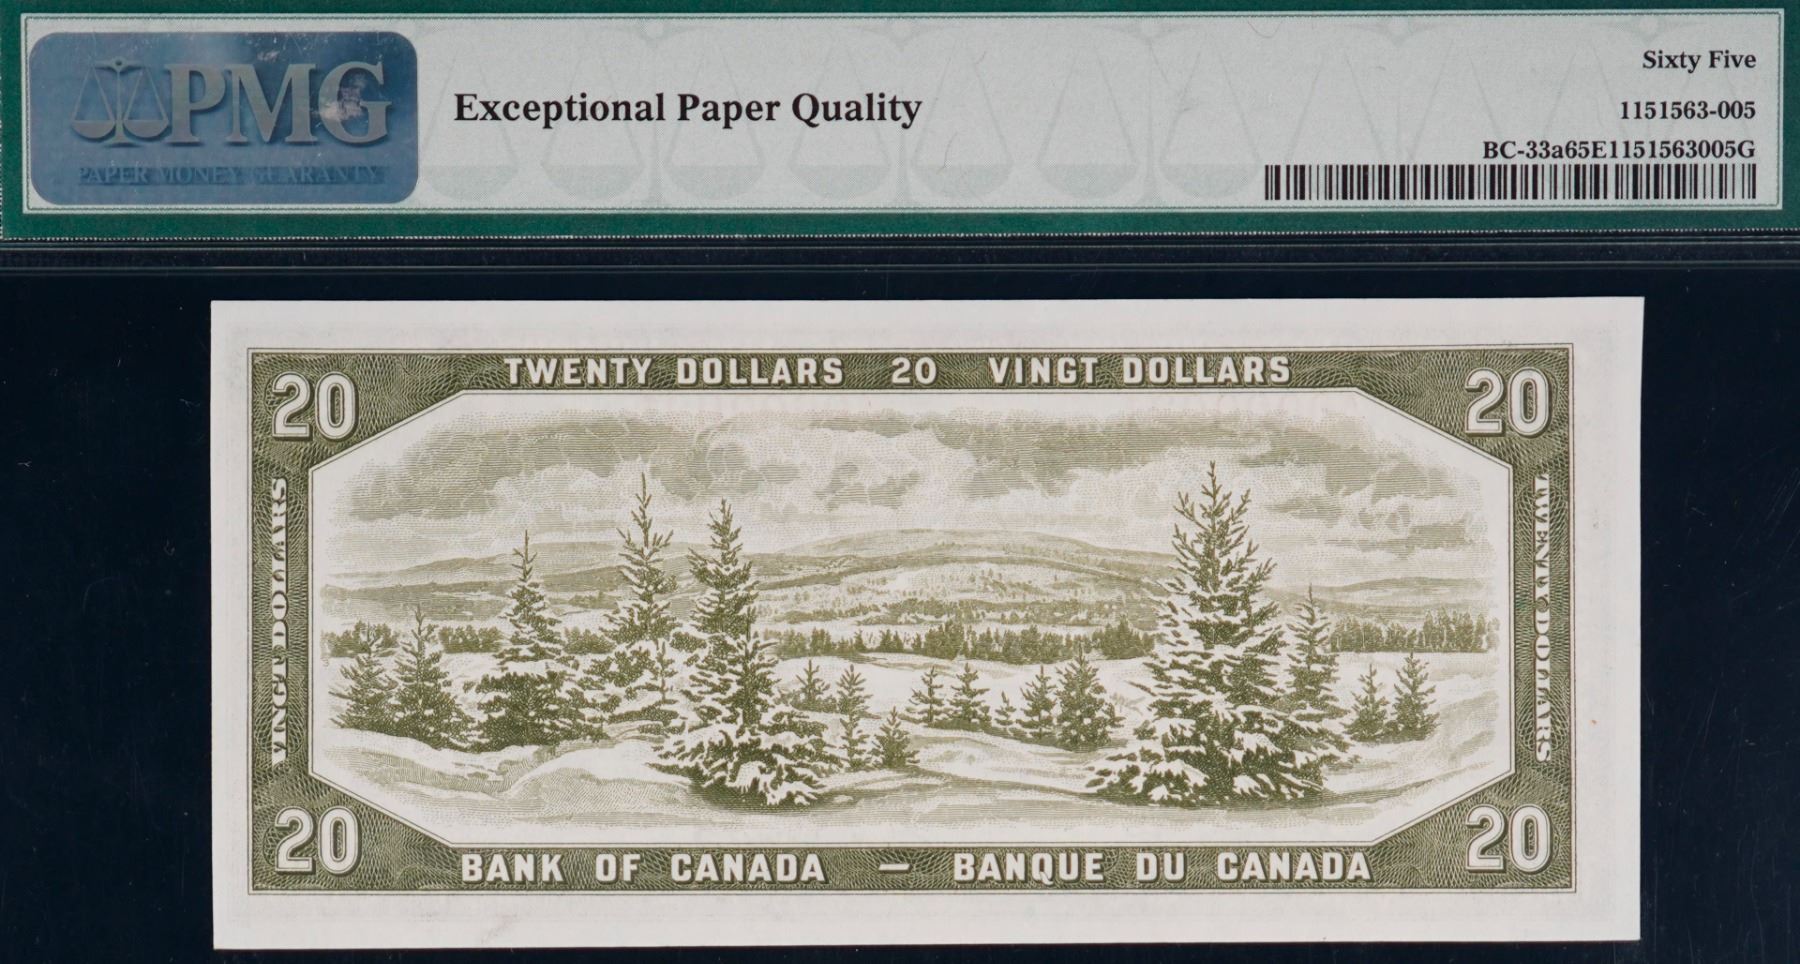 PMG
PAPER MONEY GUARANTY
Exceptional Paper Quality
Sixty Five
1151563-005
BC-33a65E1151563005G
TWENTY DOLLARS 20 VINGT DOLLARS
20
20
VINGT DOLLARS
TWENTY DOLLARS
20
20
BANK OF CANADA — BANQUE DU CANADA